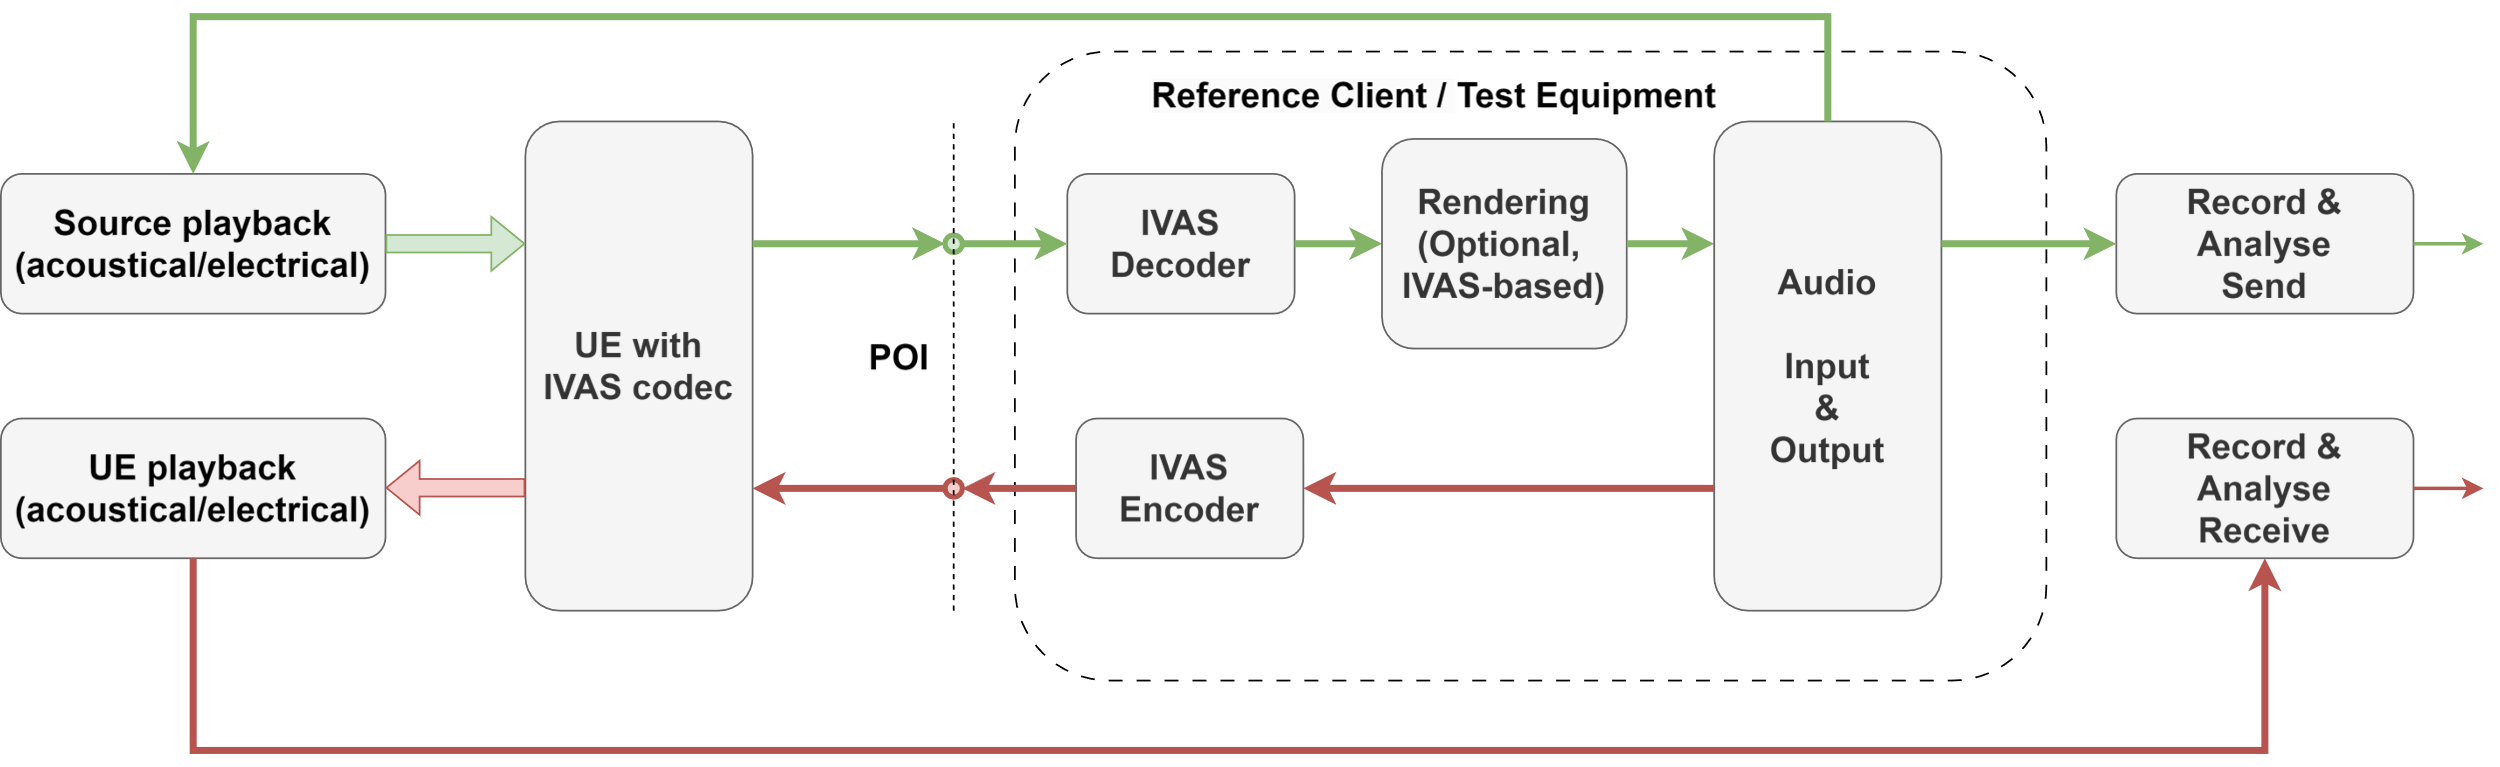 Reference Client / Test Equipment
Source playback
(acoustical/electrical)
UE with
IVAS codec
POI
IVAS
Decoder
Rendering
(Optional,
IVAS-based)
Audio
Input
&
Output
Record &
Analyse
Send
UE playback
(acoustical/electrical)
IVAS
Encoder
Record &
Analyse
Receive